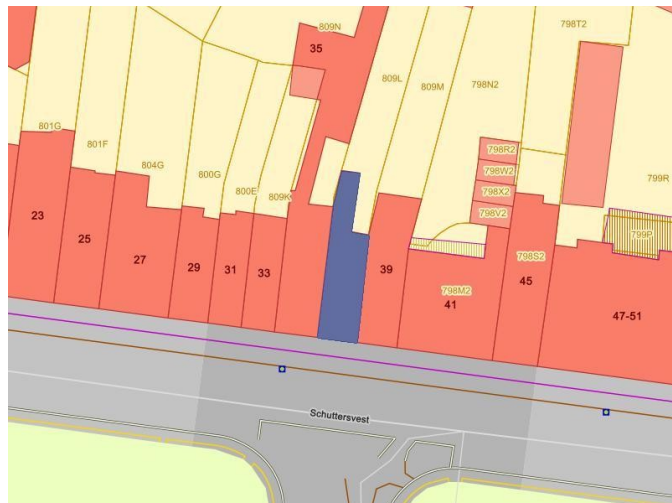 809N
798T2
35
809L
809M
798N2
801G
801F
804G
800G
800E
809K
798R2
798W2
798X2
798V2
799R
23
25
27
29
31
33
39
798M2
41
798S2
45
799P
47-51
Schuttersvest